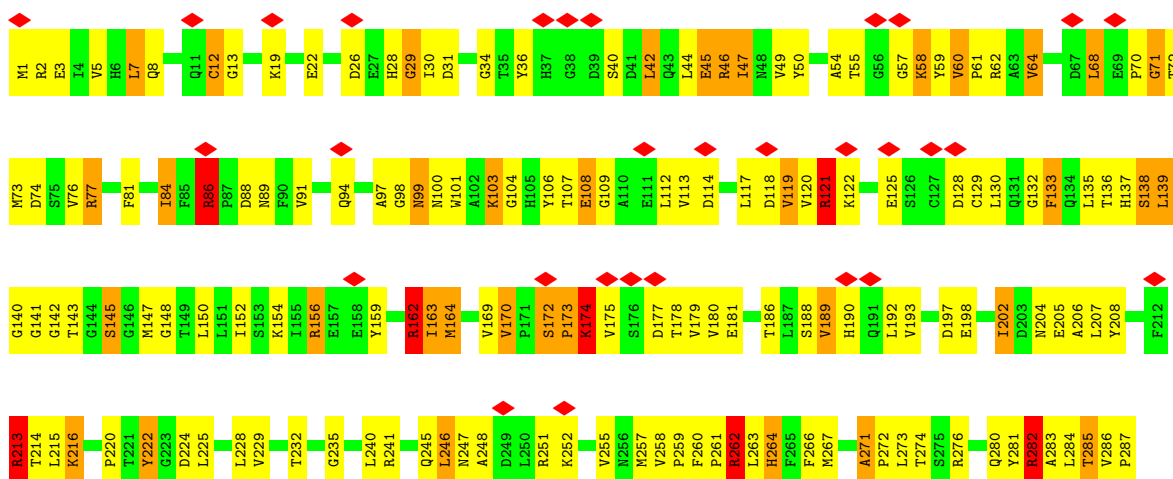 M1 R2 E3 I4 V5 H6 L7 Q8 Q11 C12 G13 K19 E22 D26 E27 H28 G29 I30 D31 G34 T35 Y36 H37 G38 D39 S40 D41 L42 Q43 L44 E45 R46 I47 N48 V49 Y50 A54 T55 G56 G57 K58 Y59 V60 P61 R62 A63 V64 D67 L68 E69 P70 G71 T72
M73 D74 S75 V76 R77 F81 I84 F85 R86 P87 D88 N89 F90 V91 Q94 A97 G98 N99 N100 W101 A102 K103 G104 H105 Y106 T107 E108 G109 A110 E111 L112 V113 D114 L117 D118 V119 V120 R121 K122 E125 S126 C127 D128 C129 L130 Q131 G132 F133 Q134 L135 T136 H137 S138 L139
G140 G141 G142 T143 G144 S145 G146 M147 G148 T149 L150 L151 I152 S153 K154 I155 R156 E157 E158 Y159 R162 I163 M164 V169 V170 P171 S172 P173 K174 V175 S176 D177 T178 V179 V180 E181 T186 L187 S188 V189 H190 Q191 L192 V193 D197 E198 I202 D203 N204 E205 A206 L207 Y208 F212
R213 T214 L215 K216 P220 T221 Y222 G223 D224 L225 L228 V229 T232 G235 L240 R241 Q245 L246 N247 A248 D249 L250 R251 K252 V255 N256 M257 V258 P259 F260 P261 R262 L263 H264 F265 F266 M267 A271 P272 L273 T274 S275 R276 Q280 Y281 R282 A283 L284 T285 V286 P287